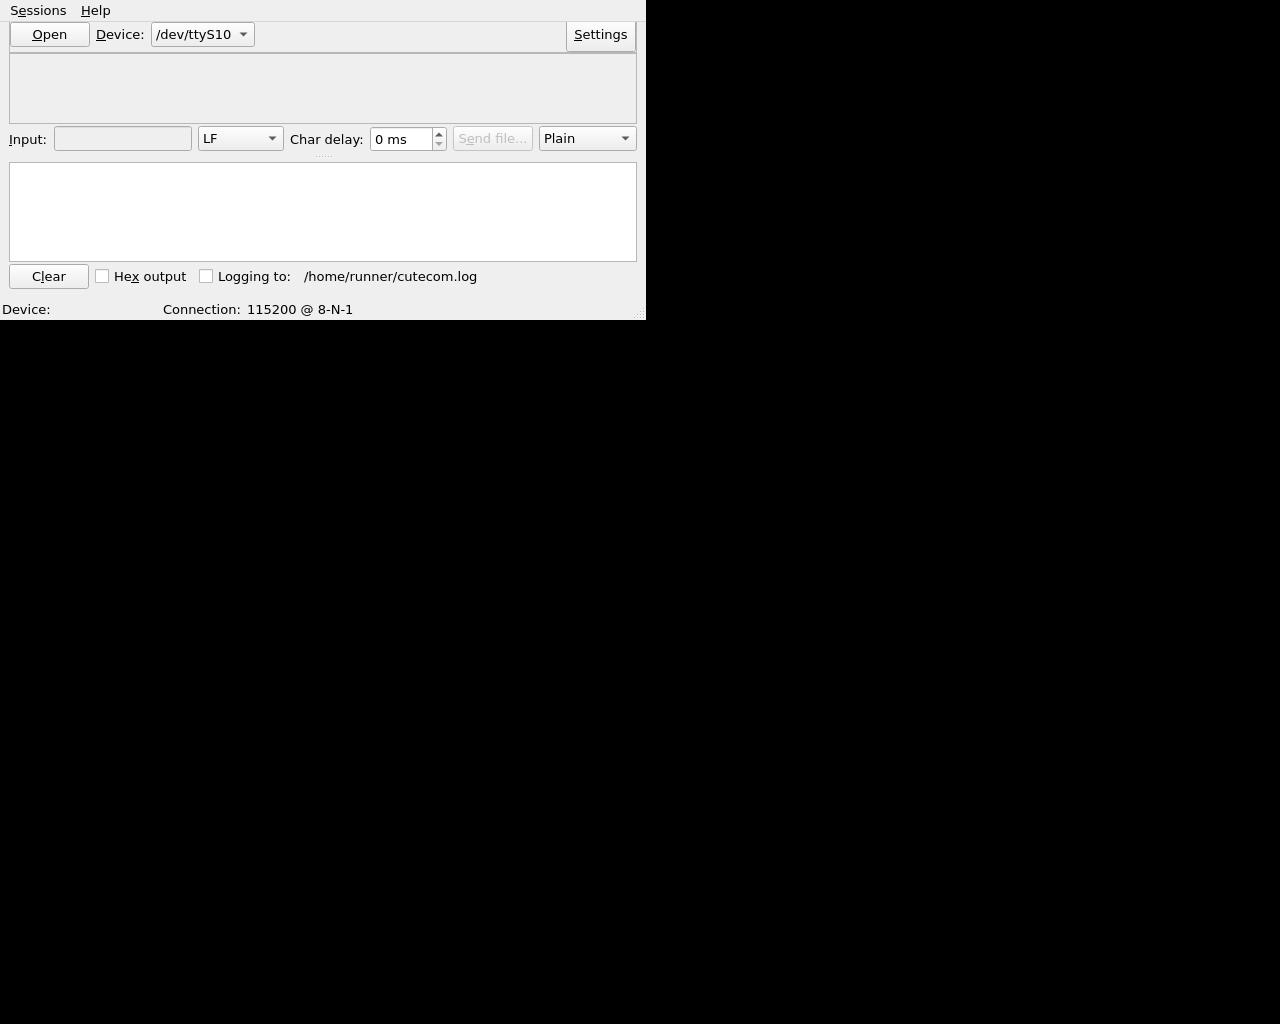 Sessions Help
Open Device: /dev/ttyS10 Settings
Input: LF Char delay: 0 ms Send file... Plain
Clear Hex output Logging to: /home/runner/cutecom.log
Device: Connection: 115200 @ 8-N-1